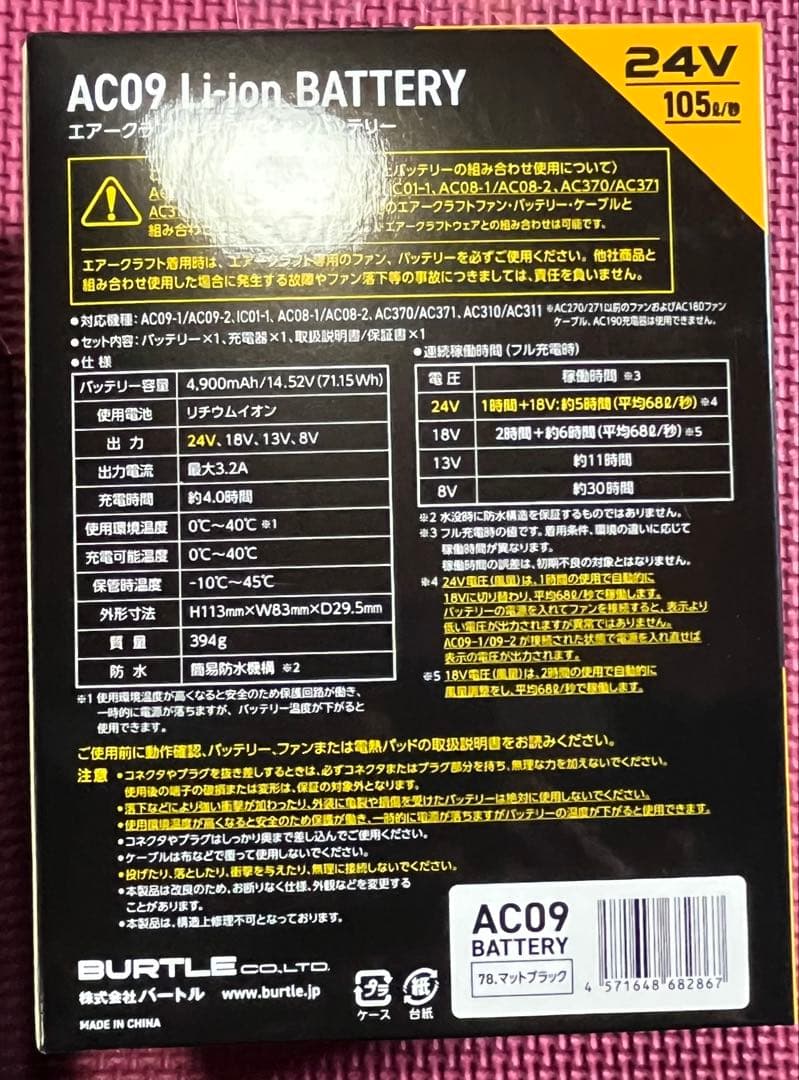 AC09 Li-ion BATTERY
24V
105ℓ/秒
エアークラフト バッテリー
バッテリーの組み合わせ使用について)
C01-1、AC08-1/AC08-2、AC370/AC371
のエアークラフトファン・バッテリー・ケーブルと
組み合わ エアークラフトウェアとの組み合わせは可能です。
エアークラフト着用時は、エアークラフト専用のファン、バッテリーを必ずご使用ください。他社商品と
組み合わせ使用した場合に発生する故障やファン落下等の事故につきましては、責任を負いません。
●対応機種：AC09-1/AC09-2、IC01-1、AC08-1/AC08-2、AC370/AC371、AC310/AC311 ※AC270/271以前のファンおよびAC180ファン
ケーブル、AC190充電器は使用できません。
●セット内容：バッテリー×1、充電器×1、取扱説明書/保証書×1
●仕様
バッテリー容量 4,900mAh/14.52V(71.15Wh)
使用電池 リチウムイオン
出力 24V、18V、13V、8V
出力電流 最大3.2A
充電時間 約4.0時間
使用環境温度 0℃〜40℃ ※1
充電可能温度 0℃〜40℃
保管時温度 -10℃〜45℃
外形寸法 H113mm×W83mm×D29.5mm
質量 394g
防水 簡易防水機構 ※2
※1 使用環境温度が高くなると安全のため保護回路が働き、
一時的に電源が落ちますが、バッテリー温度が下がると
使用できます。
●連続稼働時間（フル充電時）
電圧 稼働時間 ※3
24V 1時間＋18V：約5時間(平均68ℓ/秒) ※4
18V 2時間＋約6時間(平均68ℓ/秒) ※5
13V 約11時間
8V 約30時間
※2 水没時に防水構造を保証するものではありません。
※3 フル充電時の値です。着用条件、環境の違いに応じて
稼働時間が異なります。
稼働時間の誤差は、初期不良の対象とはなりません。
※4 24V電圧(風量)は、1時間の使用で自動的に
18Vに切り替わり、平均68ℓ/秒で稼働します。
バッテリーの電源を入れてファンを接続すると、表示より
低い電圧が出力されますが異常ではありません。
AC09-1/09-2が接続された状態で電源を入れ直せば
表示の電圧が出力されます。
※5 18V電圧(風量)は、2時間の使用で自動的に
風量調整をし、平均68ℓ/秒で稼働します。
ご使用前に動作確認、バッテリー、ファンまたは電熱パッドの取扱説明書をお読みください。
注意 ●コネクタやプラグを抜き差しするときは、必ずコネクタまたはプラグ部分を持ち、無理な力を加えないでください。
使用後の端子の破損または変形は、保証の対象外となります。
●落下などにより強い衝撃が加わったり、外装に亀裂や損傷を受けたバッテリーは絶対に使用しないでください。
●使用環境温度が高くなると安全のため保護が働き、一時的に電源が落ちますがバッテリーの温度が下がると使用できます。
●コネクタやプラグはしっかり奥まで差し込んでご使用ください。
●ケーブルは布などで覆って使用しないでください。
●投げたり、落としたり、衝撃を与えたり、無理に接続しないでください。
●本製品は改良のため、お断りなく仕様、外観などを変更する
ことがあります。
●本製品は、構造上修理不可となっております。
BURTLE CO.,LTD.
株式会社バートル www.burtle.jp
MADE IN CHINA
プラ
ケース
紙
台紙
AC09
BATTERY
78.マットブラック
4 571648 682867